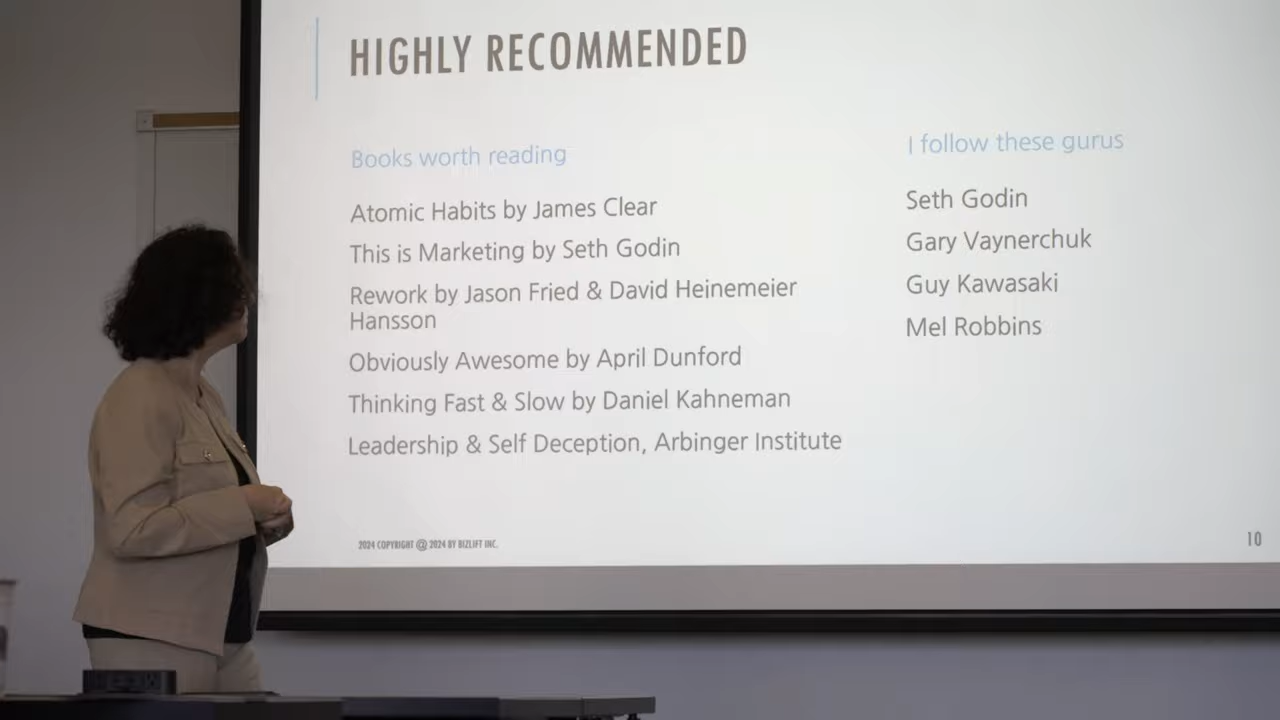 HIGHLY RECOMMENDED
Books worth reading
Atomic Habits by James Clear
This is Marketing by Seth Godin
Rework by Jason Fried & David Heinemeier
Hansson
Obviously Awesome by April Dunford
Thinking Fast & Slow by Daniel Kahneman
Leadership & Self Deception, Arbinger Institute
I follow these gurus
Seth Godin
Gary Vaynerchuk
Guy Kawasaki
Mel Robbins
2024 COPYRIGHT @ 2024 BY BIZLIFT INC.
10